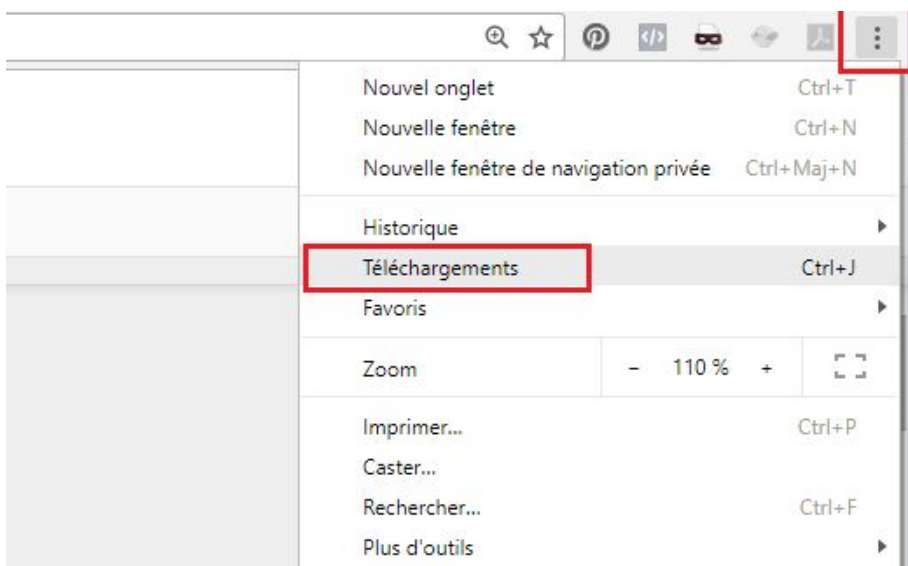 </>
Nouvel onglet Ctrl+T
Nouvelle fenêtre Ctrl+N
Nouvelle fenêtre de navigation privée Ctrl+Maj+N
Historique
Téléchargements Ctrl+J
Favoris
Zoom - 110 % +
Imprimer... Ctrl+P
Caster...
Rechercher... Ctrl+F
Plus d'outils